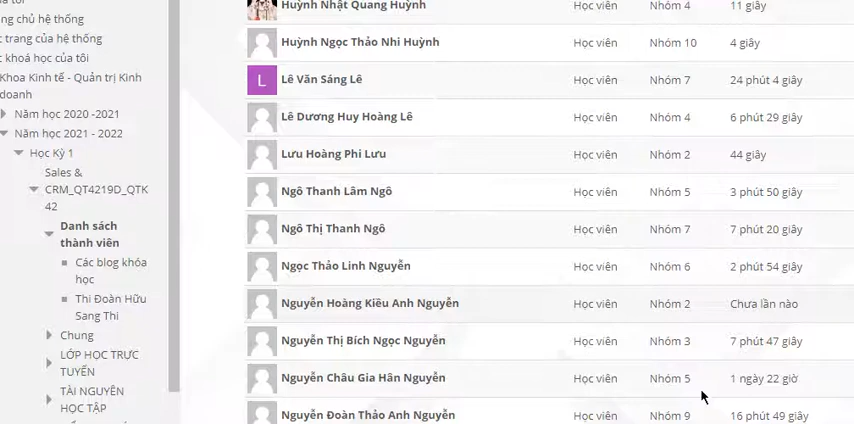 ng chủ hệ thống
c trang của hệ thống
c khoá học của tôi
Khoa Kinh tế - Quản trị Kinh
doanh
Năm học 2020 -2021
Năm học 2021 - 2022
Học Kỳ 1
Sales &
CRM_QT4219D_QTK
42
Danh sách
thành viên
Các blog khóa
học
Thi Đoàn Hữu
Sang Thi
Chung
LỚP HỌC TRỰC
TUYẾN
TÀI NGUYÊN
HỌC TẬP
Huỳnh Nhật Quang Huỳnh Học viên Nhóm 4 11 giây
Huỳnh Ngọc Thảo Nhi Huỳnh Học viên Nhóm 10 4 giây
L Lê Văn Sáng Lê Học viên Nhóm 7 24 phút 4 giây
Lê Dương Huy Hoàng Lê Học viên Nhóm 4 6 phút 29 giây
Lưu Hoàng Phi Lưu Học viên Nhóm 2 44 giây
Ngô Thanh Lâm Ngô Học viên Nhóm 5 3 phút 50 giây
Ngô Thị Thanh Ngô Học viên Nhóm 7 7 phút 20 giây
Ngọc Thảo Linh Nguyễn Học viên Nhóm 6 2 phút 54 giây
Nguyễn Hoàng Kiều Anh Nguyễn Học viên Nhóm 2 Chưa lần nào
Nguyễn Thị Bích Ngọc Nguyễn Học viên Nhóm 3 7 phút 47 giây
Nguyễn Châu Gia Hân Nguyễn Học viên Nhóm 5 1 ngày 22 giờ
Nguyễn Đoàn Thảo Anh Nguyễn Học viên Nhóm 9 16 phút 49 giây